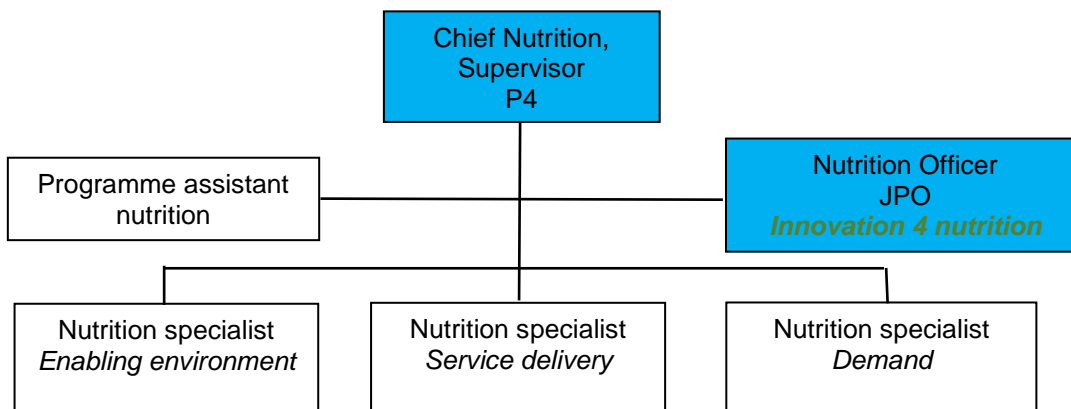 Chief Nutrition,
Supervisor
P4
Programme assistant
nutrition
Nutrition Officer
JPO
Innovation 4 nutrition
Nutrition specialist
Enabling environment
Nutrition specialist
Service delivery
Nutrition specialist
Demand